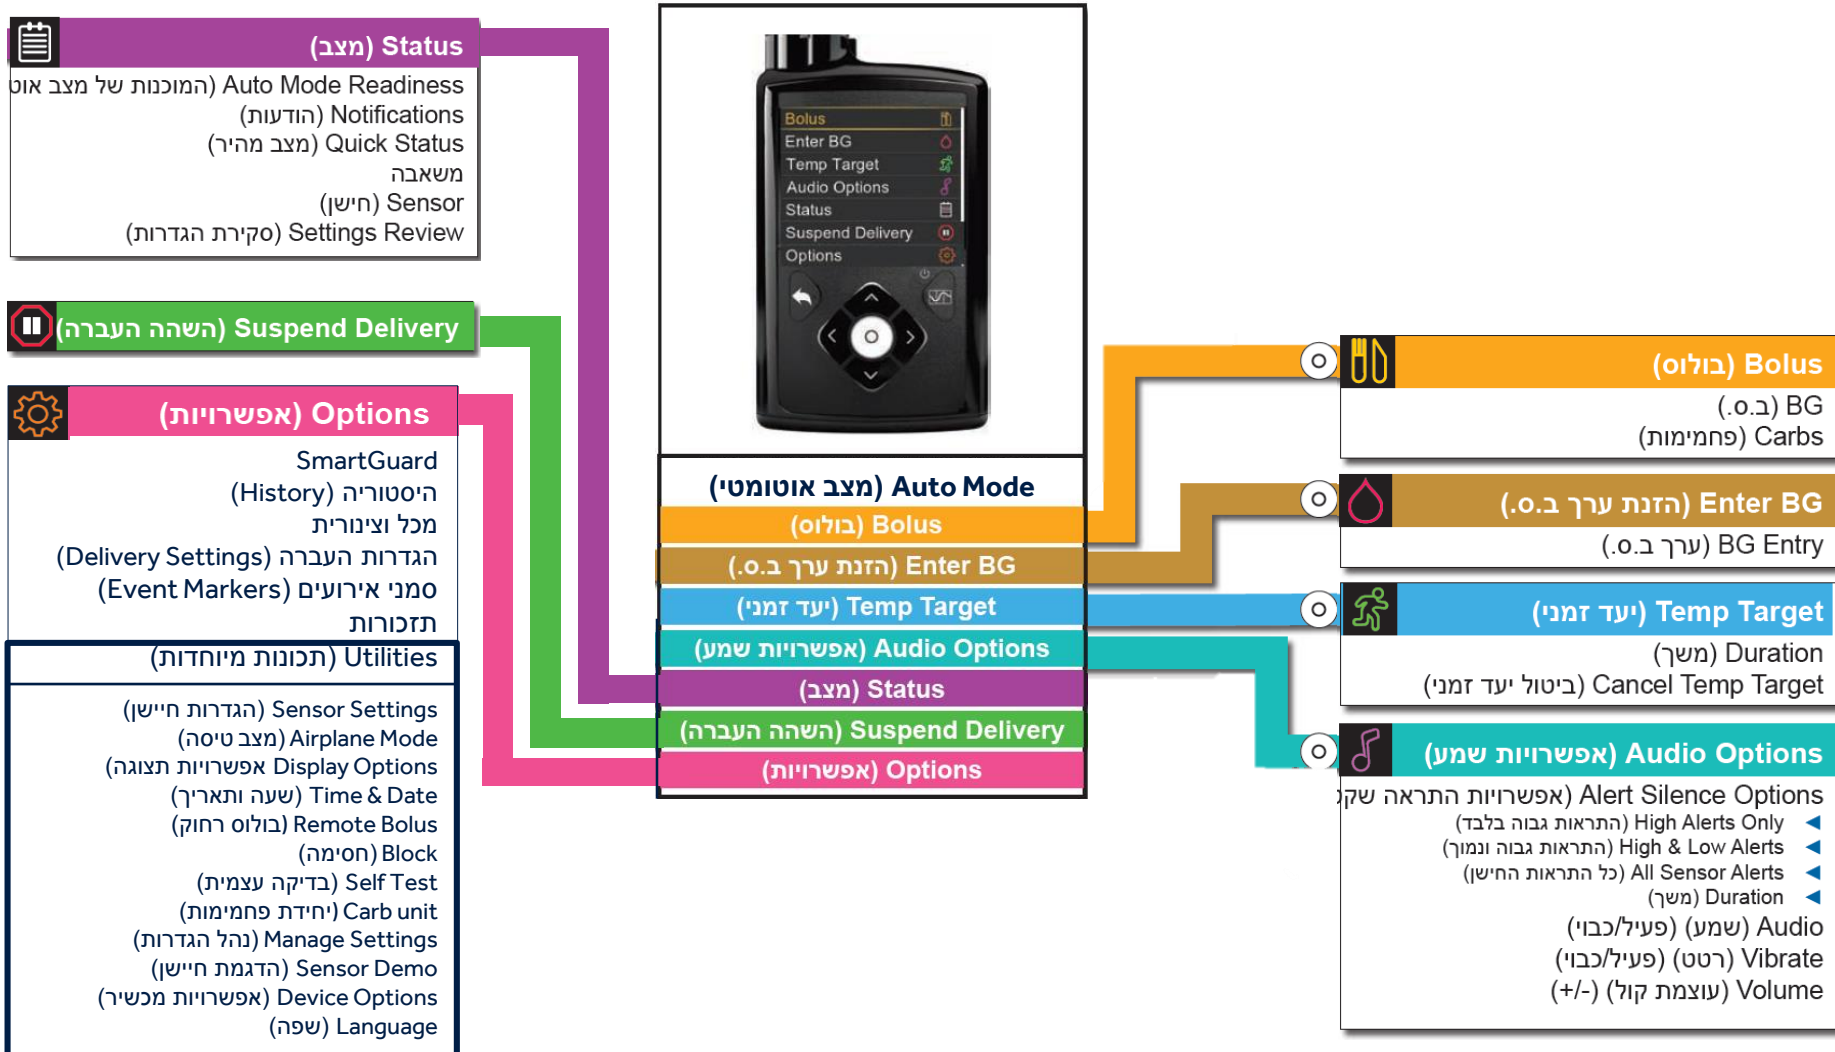 Status (מצב)
Auto Mode Readiness (המוכנות של מצב אוט
Notifications (הודעות)
Quick Status (מצב מהיר)
משאבה
Sensor (חישן)
Settings Review (סקירת הגדרות)
Suspend Delivery (השהה העברה)
Options (אפשרויות)
SmartGuard
היסטוריה (History)
מכל וצינורית
הגדרות העברה (Delivery Settings)
סמני אירועים (Event Markers)
תזכורות
Utilities (תכונות מיוחדות)
Sensor Settings (הגדרות חיישן)
Airplane Mode (מצב טיסה)
Display Options אפשרויות תצוגה)
Time & Date (שעה ותאריך)
Remote Bolus (בולוס רחוק)
Block (חסימה)
Self Test (בדיקה עצמית)
Carb unit (יחידת פחמימות)
Manage Settings (נהל הגדרות)
Sensor Demo (הדגמת חיישן)
Device Options (אפשרויות מכשיר)
Language (שפה)
Bolus
Enter BG
Temp Target
Audio Options
Status
Suspend Delivery
Options
Auto Mode (מצב אוטומטי)
Bolus (בולוס)
Enter BG (הזנת ערך ב.ס.)
Temp Target (יעד זמני)
Audio Options (אפשרויות שמע)
Status (מצב)
Suspend Delivery (השהה העברה)
Options (אפשרויות)
Bolus (בולוס)
BG (ב.ס.)
Carbs (פחמימות)
Enter BG (הזנת ערך ב.ס.)
BG Entry (ערך ב.ס.)
Temp Target (יעד זמני)
Duration (משך)
Cancel Temp Target (ביטול יעד זמני)
Audio Options (אפשרויות שמע)
Alert Silence Options (אפשרויות התראה שקט
High Alerts Only (התראות גבוה בלבד)
High & Low Alerts (התראות גבוה ונמוך)
All Sensor Alerts (כל התראות החישן)
Duration (משך)
Audio (שמע) (פעיל/כבוי)
Vibrate (רטט) (פעיל/כבוי)
Volume (עוצמת קול) (+/-)